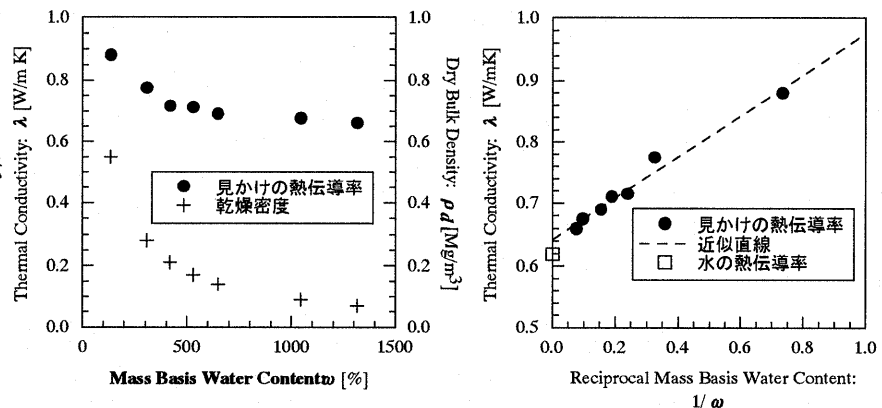 Thermal Conductivity: λ [W/m K]
1.0
0.8
0.6
0.4
0.2
0.0
0
500
1000
1500
Mass Basis Water Contentw [%]
● 見かけの熱伝導率
+ 乾燥密度
1.0
0.8
0.6
0.4
0.2
0.0
Dry Bulk Density: ρd [Mg/m³]
Thermal Conductivity: λ [W/mK]
1.0
0.9
0.8
0.7
0.6
0.5
0.0
0.2
0.4
0.6
0.8
1.0
Reciprocal Mass Basis Water Content:
1/ ω
● 見かけの熱伝導率
--- 近似直線
□ 水の熱伝導率